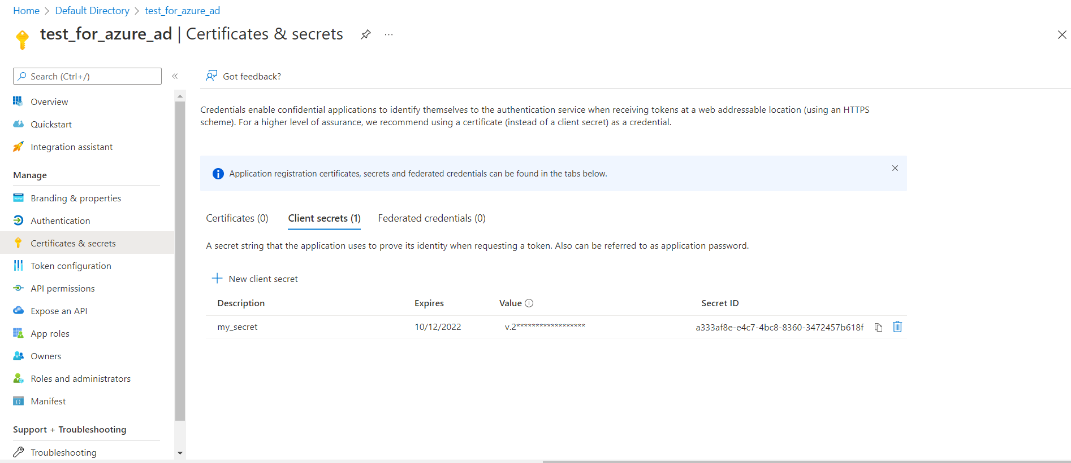 Home > Default Directory > test_for_azure_ad
test_for_azure_ad | Certificates & secrets
Search (Ctrl+/)
Got feedback?
Overview
Quickstart
Integration assistant
Manage
Branding & properties
Authentication
Certificates & secrets
Token configuration
API permissions
Expose an API
App roles
Owners
Roles and administrators
Manifest
Support + Troubleshooting
Troubleshooting
Credentials enable confidential applications to identify themselves to the authentication service when receiving tokens at a web addressable location (using an HTTPS
scheme). For a higher level of assurance, we recommend using a certificate (instead of a client secret) as a credential.
Application registration certificates, secrets and federated credentials can be found in the tabs below.
Certificates (0) Client secrets (1) Federated credentials (0)
A secret string that the application uses to prove its identity when requesting a token. Also can be referred to as application password.
New client secret
Description Expires Value Secret ID
my_secret 10/12/2022 v.2****************** a333af8e-e4c7-4bc8-8360-3472457b618f